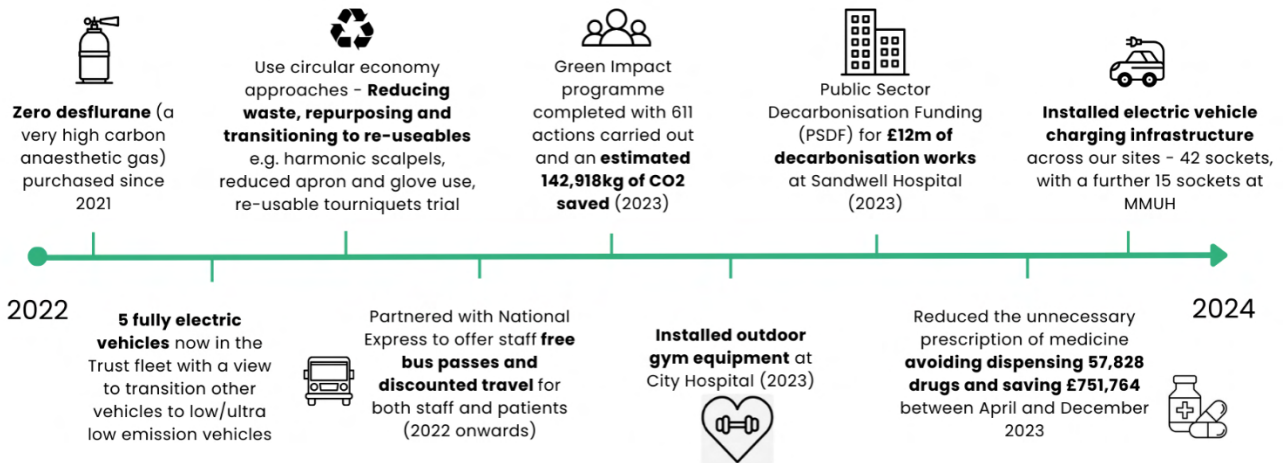 Zero desflurane (a
very high carbon
anaesthetic gas)
purchased since
2021
Use circular economy
approaches - Reducing
waste, repurposing and
transitioning to re-useables
e.g. harmonic scalpels,
reduced apron and glove use,
re-usable tourniquets trial
Green Impact
programme
completed with 611
actions carried out
and an estimated
142,918kg of CO2
saved (2023)
Public Sector
Decarbonisation Funding
(PSDF) for £12m of
decarbonisation works
at Sandwell Hospital
(2023)
Installed electric vehicle
charging infrastructure
across our sites - 42 sockets,
with a further 15 sockets at
MMUH
2022
5 fully electric
vehicles now in the
Trust fleet with a view
to transition other
vehicles to low/ultra
low emission vehicles
Partnered with National
Express to offer staff free
bus passes and
discounted travel for
both staff and patients
(2022 onwards)
Installed outdoor
gym equipment at
City Hospital (2023)
Reduced the unnecessary
prescription of medicine
avoiding dispensing 57,828
drugs and saving £751,764
between April and December
2023
2024